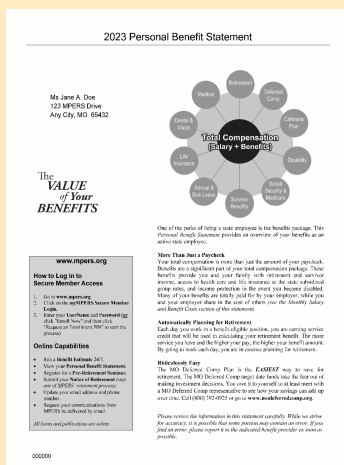 2023 Personal Benefit Statement
Ms Jane A. Doe
123 MPERS Drive
Any City, MO 65432
Retirement
Deferred
Comp
Cafeteria
Plan
Disability
Social
Security &
Medicare
Survivor
Benefits
Annual &
Sick Leave
Life
Insurance
Dental &
Vision
Medical
Total Compensation
(Salary + Benefits)
The
VALUE
of Your
BENEFITS
One of the perks of being a state employee is the benefits package. This
Personal Benefit Statement provides an overview of your benefits as an
active state employee.
More Than Just a Paycheck
Your total compensation is more than just the amount of your paycheck.
Benefits are a significant part of your total compensation package. These
benefits provide you and your family with retirement and survivor
income, access to health care and life insurance at the state subsidized
group rates, and income protection in the event you become disabled.
Many of your benefits are totally paid for by your employer, while you
and your employer share in the cost of others (see the Monthly Salary
and Benefit Costs section of this statement).
Automatically Planning for Retirement
Each day you work in a benefit eligible position, you are earning service
credit that will be used in calculating your retirement benefit. The more
service you have and the higher your pay, the higher your benefit amount.
By going to work each day, you are in essence planning for retirement.
Ridiculously Easy
The MO Deferred Comp Plan is the EASIEST way to save for
retirement. The MO Deferred Comp target date funds take the fear out of
making investment decisions. You owe it to yourself to at least meet with
a MO Deferred Comp representative to see how your savings can add up
over time. Call (800) 392-0925 or go to www.modeferredcomp.org.
Please review the information in this statement carefully. While we strive
for accuracy, it is possible that some portion may contain an error. If you
find an error, please report it to the indicated benefit provider as soon as
possible.
www.mpers.org
How to Log in to
Secure Member Access
1. Go to www.mpers.org
2. Click on the myMPERS Secure Member
Login.
3. Enter your UserName and Password (or
click "Enroll Now" and then click
"Request an Enrollment PIN" to start the
process)
Online Capabilities
• Run a Benefit Estimate 24/7.
• View your Personal Benefit Statement.
• Register for a Pre-Retirement Seminar.
• Submit your Notice of Retirement (step
one of MPERS' retirement process).
• Update your email address and phone
number.
• Request your communications from
MPERS be delivered by email.
All forms and publications are online
000000